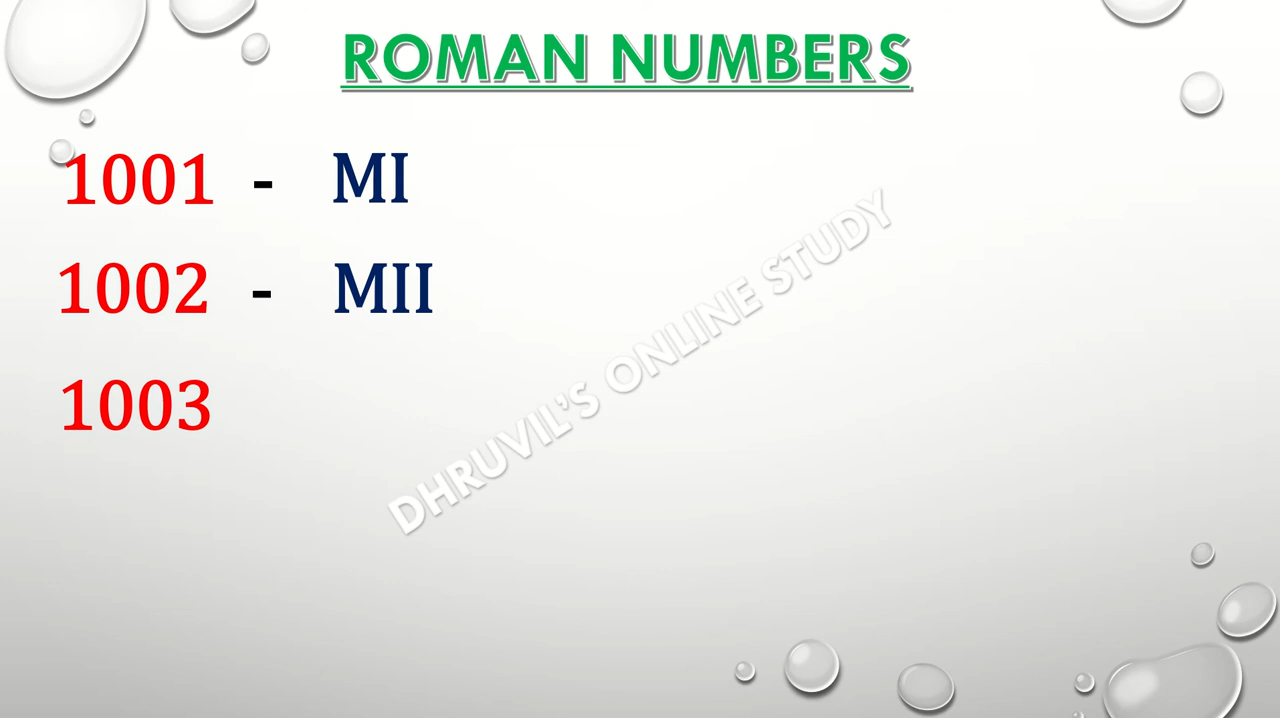 ROMAN NUMBERS
1001 - MI
1002 - MII
1003
DHRUVIL'S ONLINE STUDY